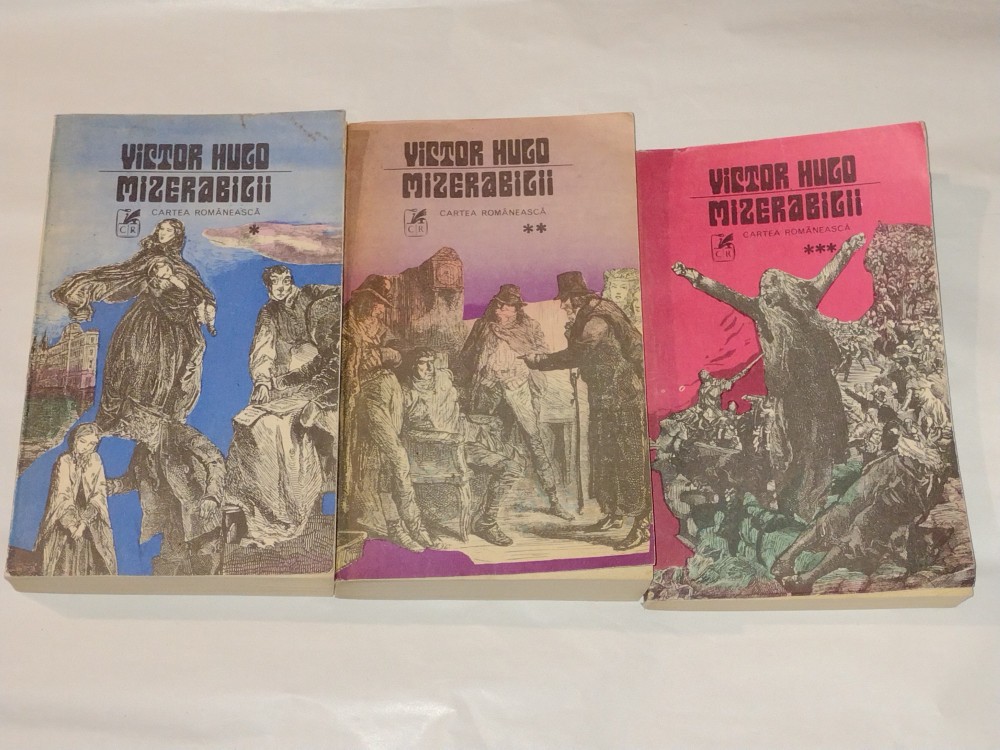 VICTOR HUGO
MIZERABILII
CARTEA ROMÂNEASCĂ
CR
*
VICTOR HUGO
MIZERABILII
CARTEA ROMÂNEASCĂ
CR
**
VICTOR HUGO
MIZERABILII
CARTEA ROMÂNEASCĂ
CR
***